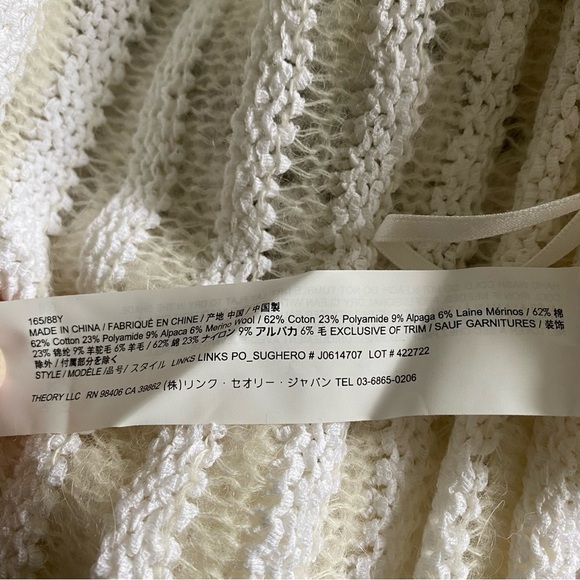 165/88Y
MADE IN CHINA / FABRIQUÉ EN CHINE / 产地 中国 / 中国製
62% Cotton 23% Polyamide 9% Alpaca 6% Merino Wool / 62% Coton 23% Polyamide 9% Alpaga 6% Laine Mérinos / 62% 棉
23% 锦纶 9% 羊驼毛 6% 羊毛 / 62% 綿 23% ナイロン 9% アルパカ 6% 毛 EXCLUSIVE OF TRIM / SAUF GARNITURES / 装饰
除外 / 付属部分を除く
STYLE / MODÈLE /品号 / スタイル LINKS LINKS PO_SUGHERO # J0614707 LOT # 422722
THEORY LLC RN 98406 CA 39862 (株)リンク・セオリー・ジャパン TEL 03-6865-0206